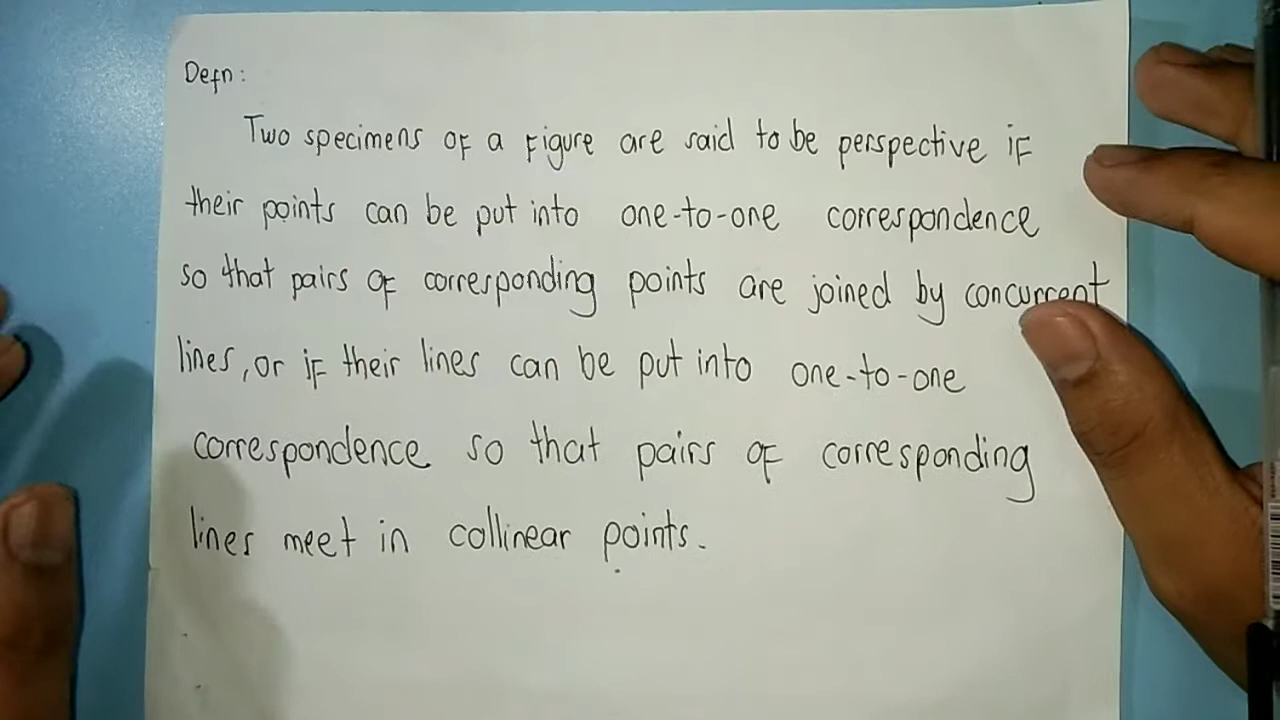 Defn:
Two specimens of a figure are said to be perspective if
their points can be put into one-to-one correspondence
so that pairs of corresponding points are joined by concurrent
lines, or if their lines can be put into one-to-one
correspondence so that pairs of corresponding
lines meet in collinear points.